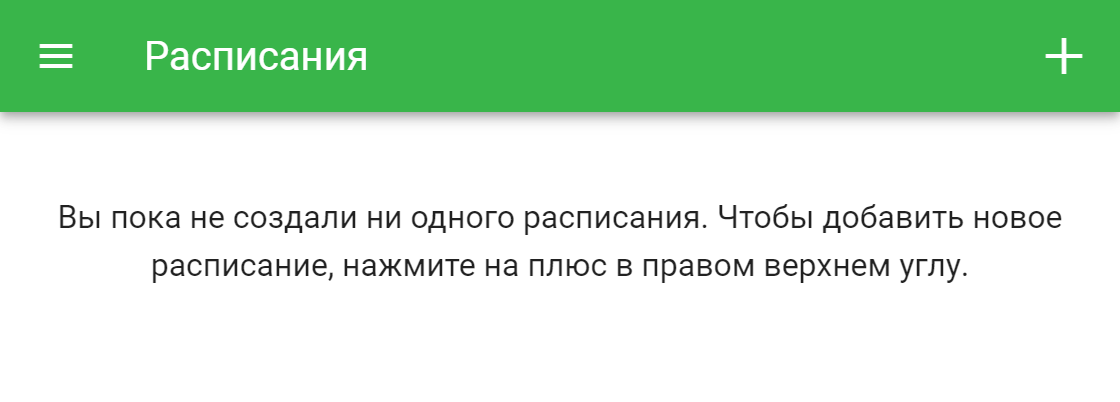 Расписания
Вы пока не создали ни одного расписания. Чтобы добавить новое
расписание, нажмите на плюс в правом верхнем углу.